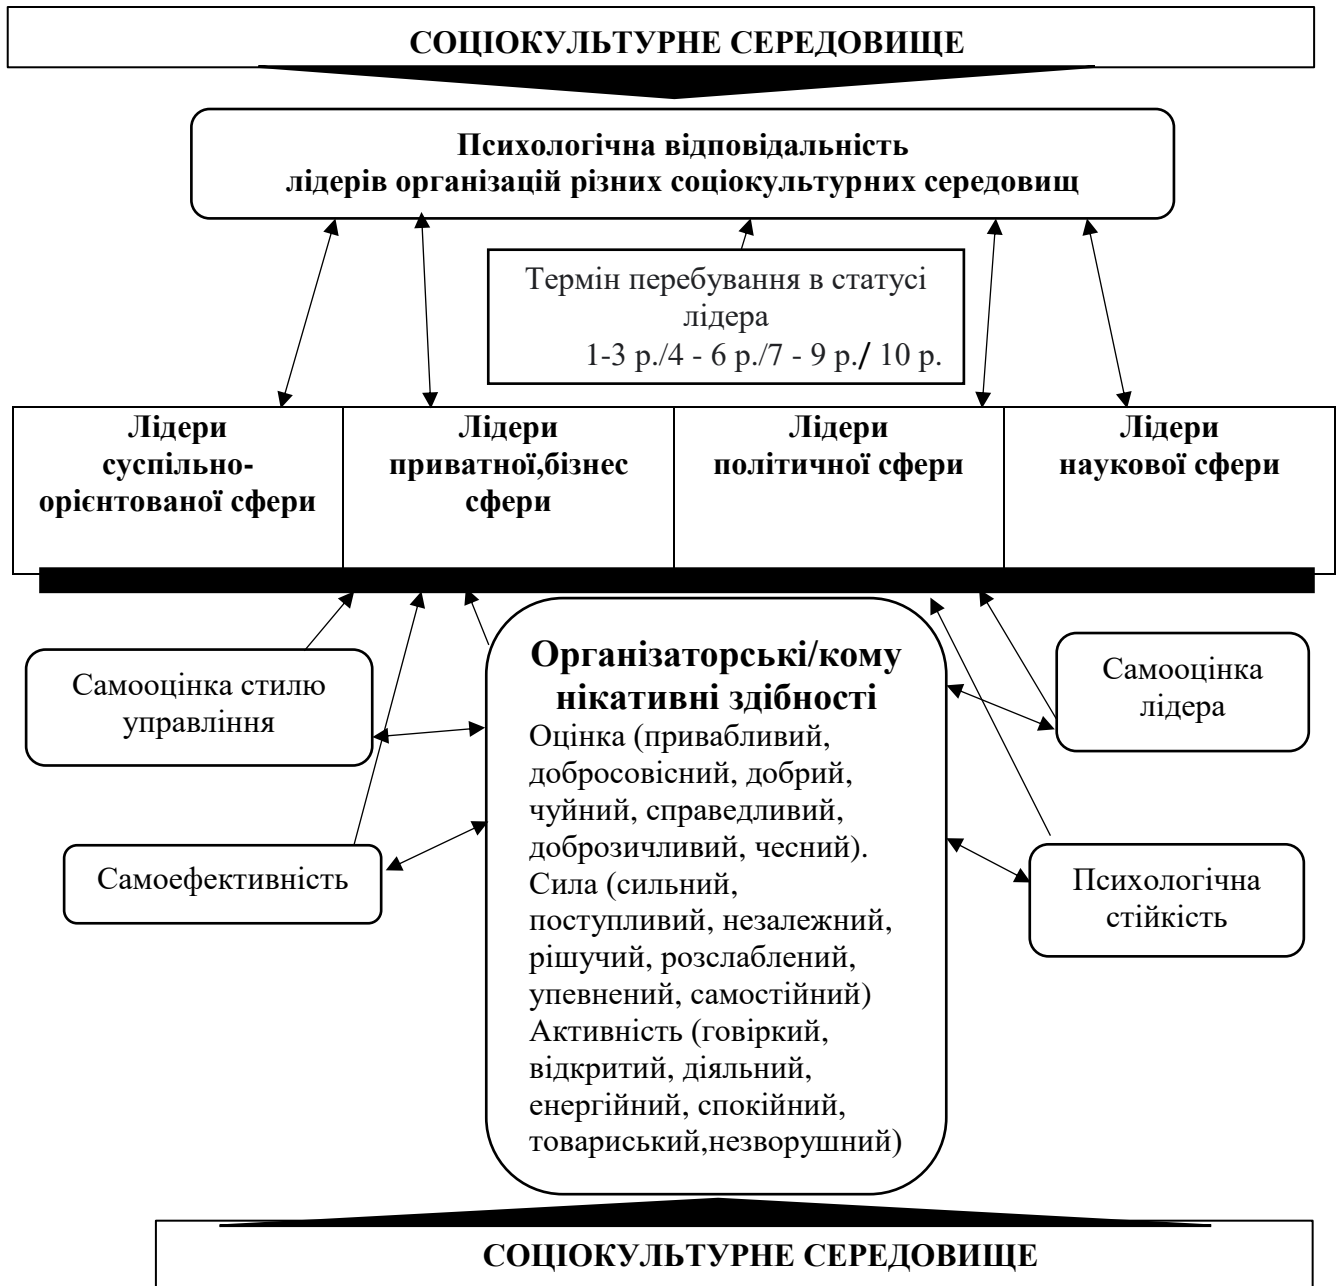 СОЦІОКУЛЬТУРНЕ СЕРЕДОВИЩЕ
Психологічна відповідальність
лідерів організацій різних соціокультурних середовищ
Термін перебування в статусі
лідера
1-3 р./4 - 6 р./7 - 9 р./ 10 р.
Лідери
суспільно-
орієнтованої сфери
Лідери
приватної,бізнес
сфери
Лідери
політичної сфери
Лідери
наукової сфери
Самооцінка стилю
управління
Самоефективність
Організаторські/кому
нікативні здібності
Оцінка (привабливий,
добросовісний, добрий,
чуйний, справедливий,
доброзичливий, чесний).
Сила (сильний,
поступливий, незалежний,
рішучий, розслаблений,
упевнений, самостійний)
Активність (говіркий,
відкритий, діяльний,
енергійний, спокійний,
товариський,незворушний)
Самооцінка
лідера
Психологічна
стійкість
СОЦІОКУЛЬТУРНЕ СЕРЕДОВИЩЕ